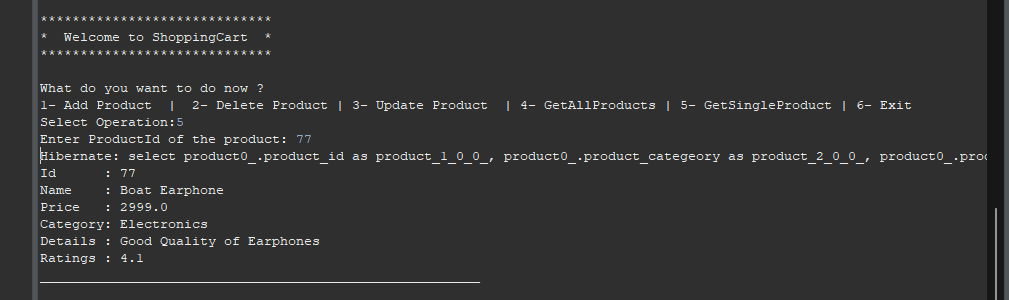 *****************************
*  Welcome to ShoppingCart  *
*****************************
What do you want to do now ?
1- Add Product  |  2- Delete Product | 3- Update Product  | 4- GetAllProducts | 5- GetSingleProduct | 6- Exit
Select Operation:5
Enter ProductId of the product: 77
Hibernate: select product0_.product_id as product_1_0_0_, product0_.product_categeory as product_2_0_0_, product0_.proc
Id      : 77
Name    : Boat Earphone
Price   : 2999.0
Category: Electronics
Details : Good Quality of Earphones
Ratings : 4.1